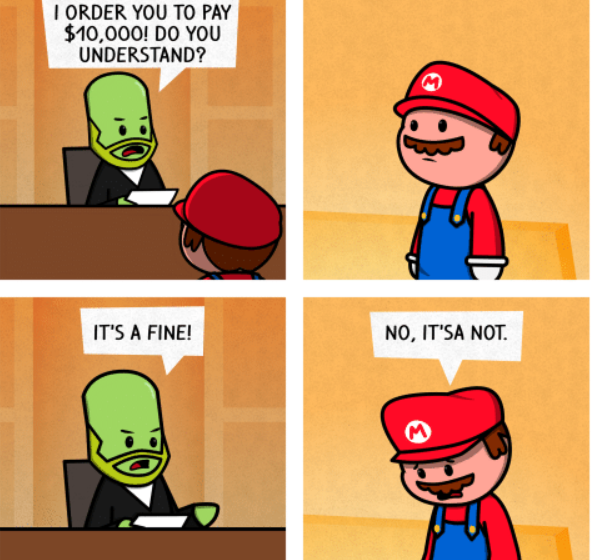 I ORDER YOU TO PAY
$10,000! DO YOU
UNDERSTAND?
M
IT'S A FINE!
NO, IT'SA NOT.
M